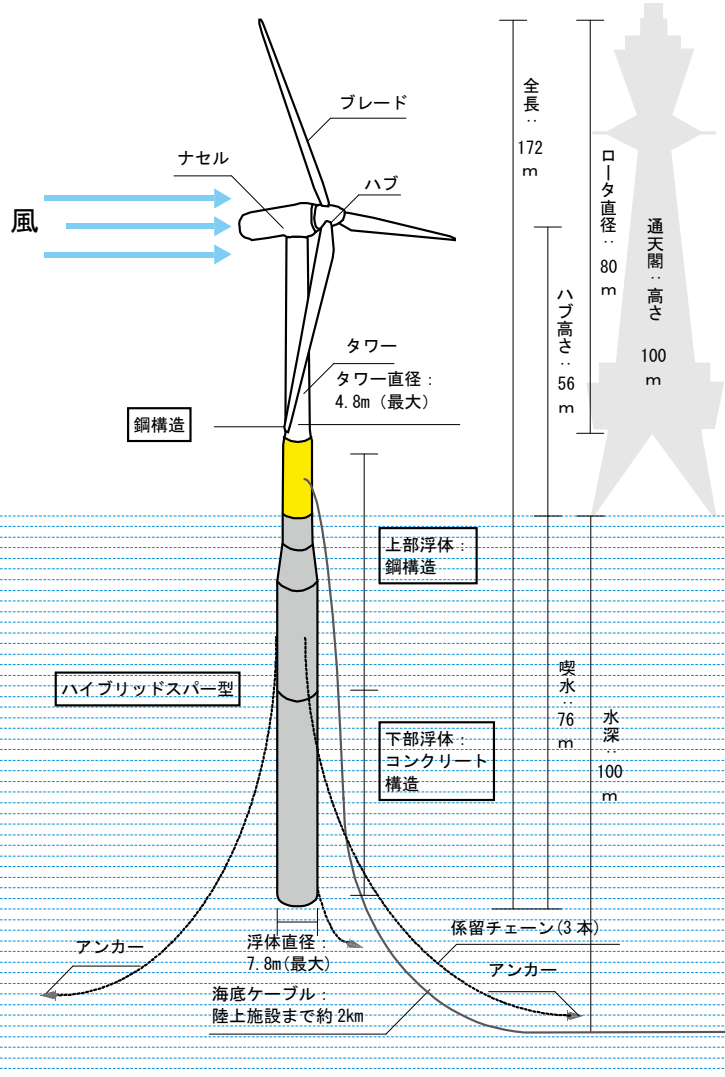 ブレード
ナセル
ハブ
風
全長：172m
ロータ直径：80m
通天閣：高さ 100m
ハブ高さ：56m
タワー
タワー直径：
4.8m（最大）
鋼構造
上部浮体：
鋼構造
ハイブリッドスパー型
喫水：76m
水深：100m
下部浮体：
コンクリート
構造
アンカー
浮体直径：
7.8m(最大)
係留チェーン(3本)
アンカー
海底ケーブル：
陸上施設まで約2km